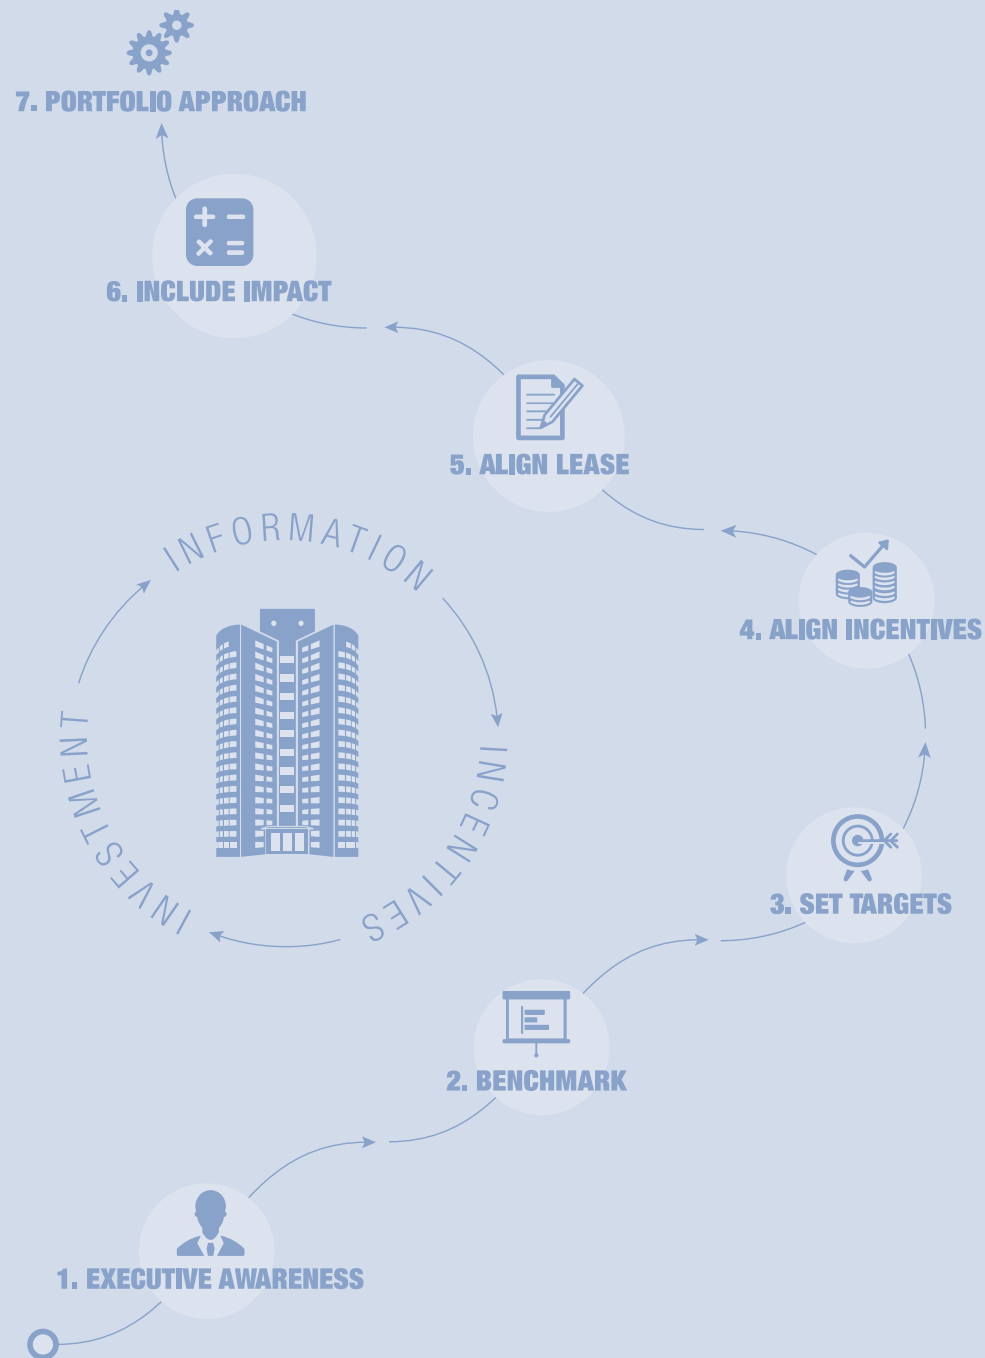 7. PORTFOLIO APPROACH
6. INCLUDE IMPACT
5. ALIGN LEASE
INFORMATION
4. ALIGN INCENTIVES
INVESTMENT
INCENTIVES
3. SET TARGETS
2. BENCHMARK
1. EXECUTIVE AWARENESS